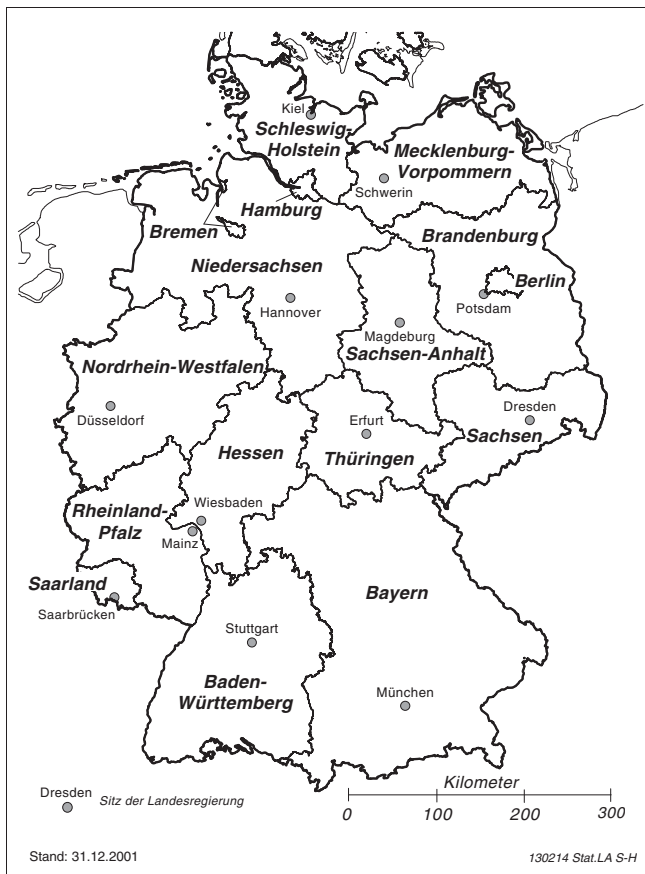 Kiel
Schleswig-
Holstein
Mecklenburg-
Vorpommern
Schwerin
Hamburg
Bremen
Brandenburg
Niedersachsen
Berlin
Hannover
Potsdam
Magdeburg
Sachsen-Anhalt
Nordrhein-Westfalen
Düsseldorf
Dresden
Erfurt
Sachsen
Hessen
Thüringen
Wiesbaden
Rheinland-
Pfalz
Mainz
Saarland
Saarbrücken
Bayern
Stuttgart
Baden-
Württemberg
München
Kilometer
0 100 200 300
Dresden
Sitz der Landesregierung
Stand: 31.12.2001
130214 Stat.LA S-H